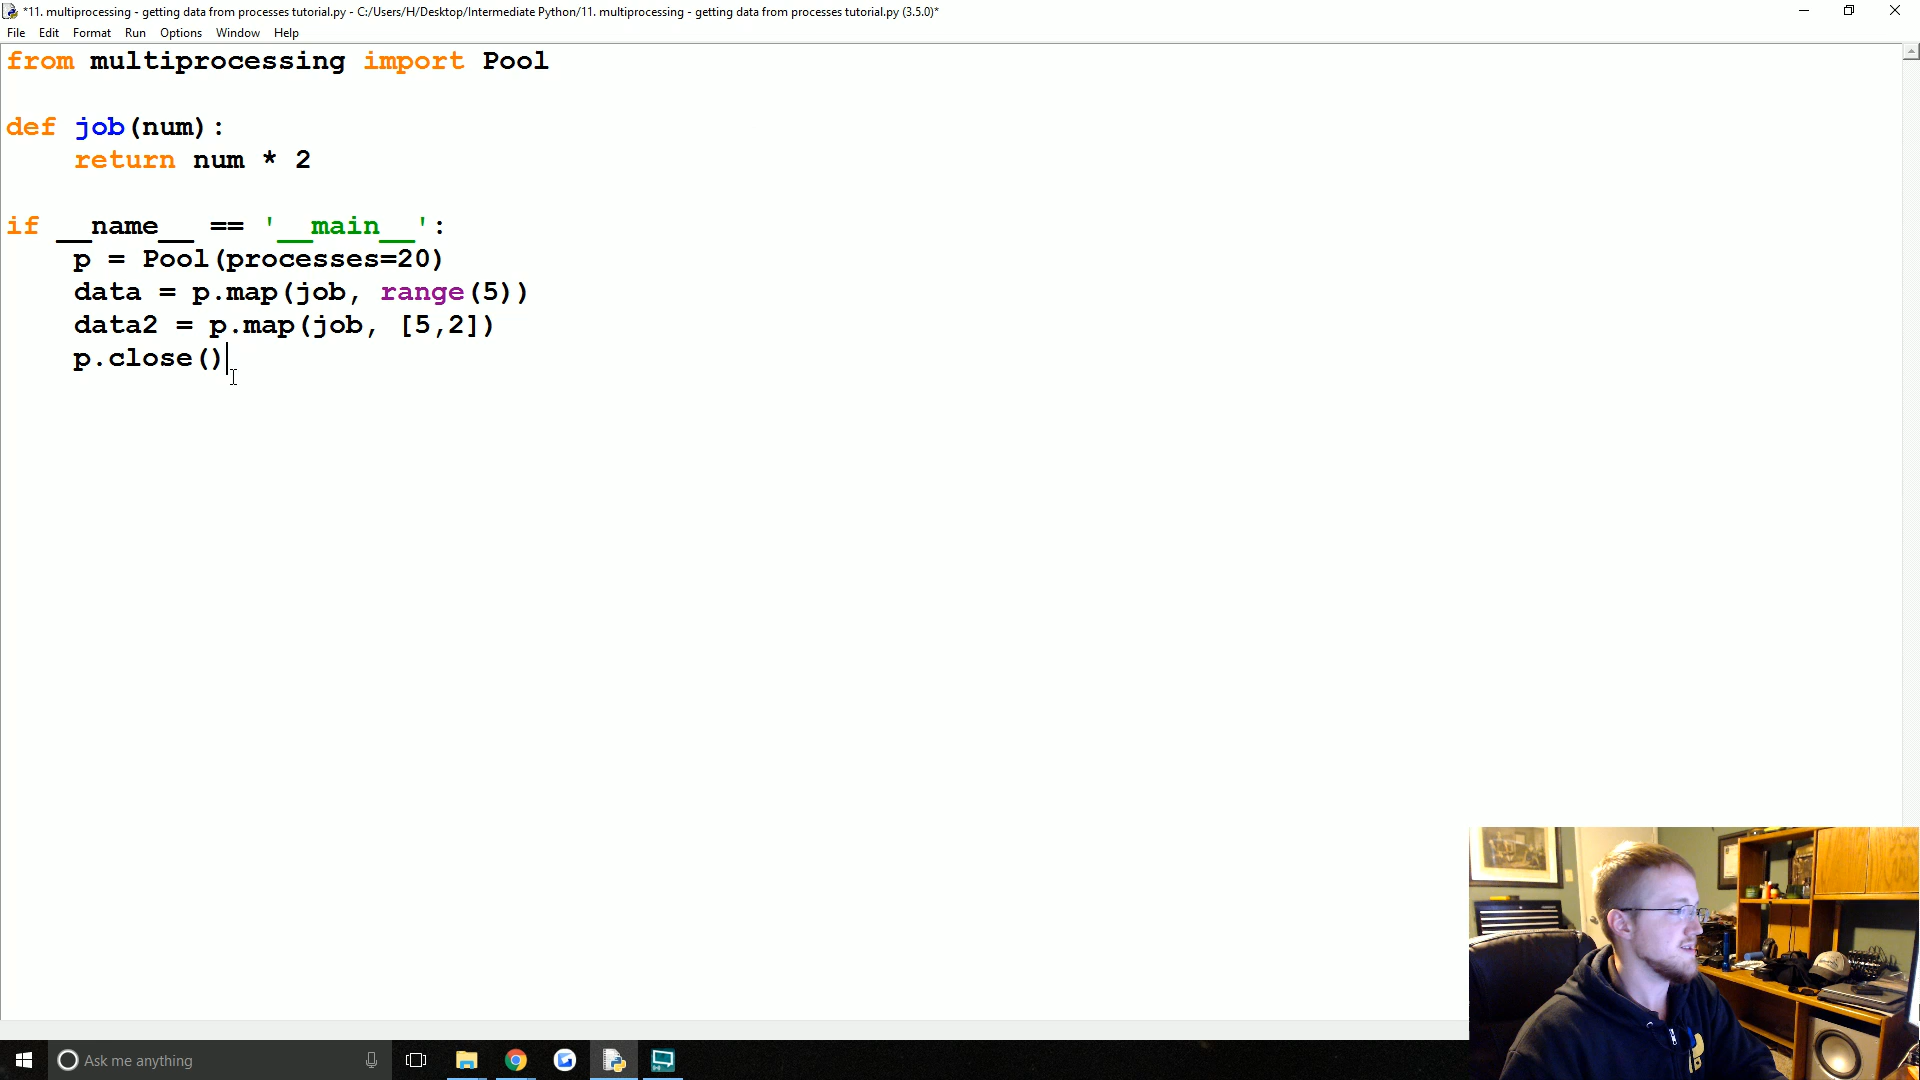 *11. multiprocessing - getting data from processes tutorial.py - C:/Users/H/Desktop/Intermediate Python/11. multiprocessing - getting data from processes tutorial.py (3.5.0)*
File Edit Format Run Options Window Help
from multiprocessing import Pool
def job(num):
    return num * 2
if __name__ == '__main__':
    p = Pool(processes=20)
    data = p.map(job, range(5))
    data2 = p.map(job, [5,2])
    p.close()
Ask me anything